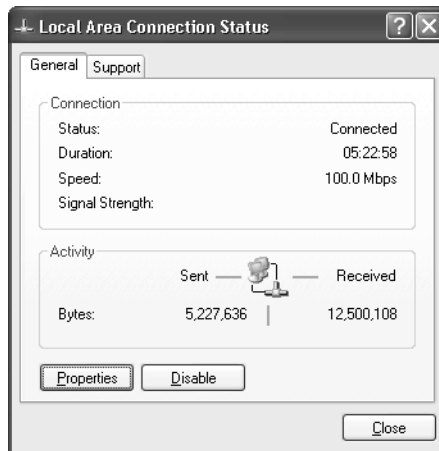 Local Area Connection Status
General Support
Connection
Status: Connected
Duration: 05:22:58
Speed: 100.0 Mbps
Signal Strength:
Activity
Sent Received
Bytes: 5,227,636 12,500,108
Properties Disable
Close